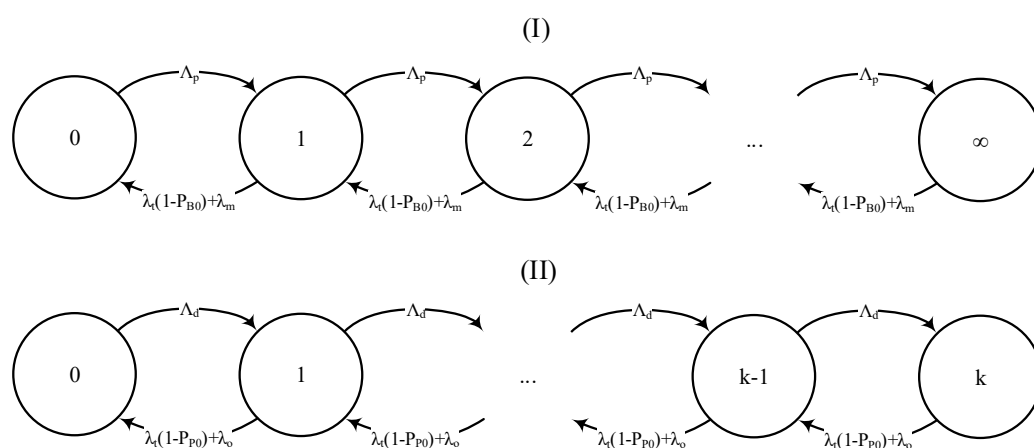 (I)
Λp Λp Λp Λp
0 1 2 ... ∞
λt(1-PB0)+λm λt(1-PB0)+λm λt(1-PB0)+λm λt(1-PB0)+λm
(II)
Λd Λd Λd Λd
0 1 ... k-1 k
λt(1-PP0)+λo λt(1-PP0)+λo λt(1-PP0)+λo λt(1-PP0)+λo